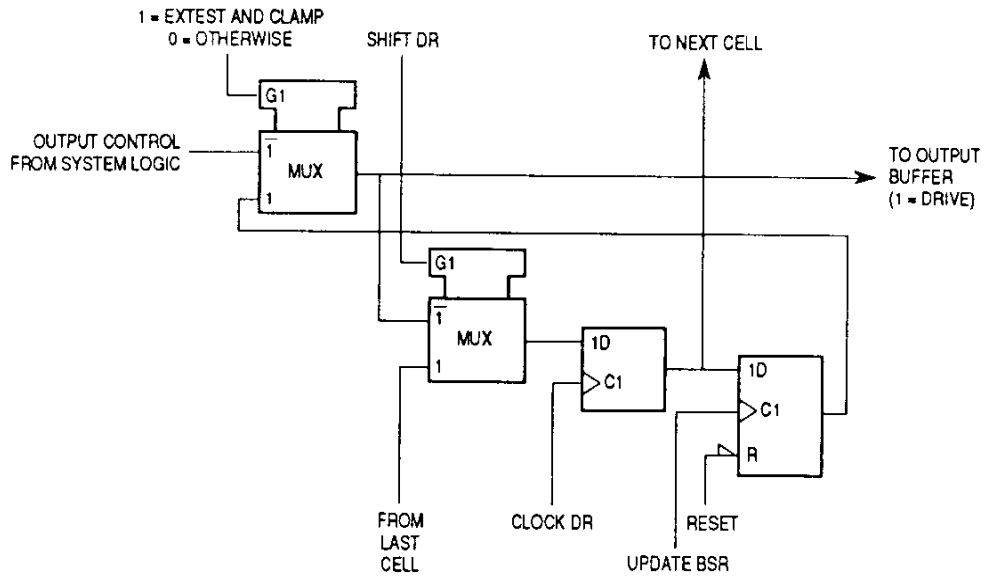 1 = EXTEST AND CLAMP
0 = OTHERWISE
SHIFT DR
TO NEXT CELL
G1
OUTPUT CONTROL
FROM SYSTEM LOGIC
1
MUX
1
TO OUTPUT
BUFFER
(1 = DRIVE)
G1
1
MUX
1
1D
C1
1D
C1
R
FROM
LAST
CELL
CLOCK DR
RESET
UPDATE BSR